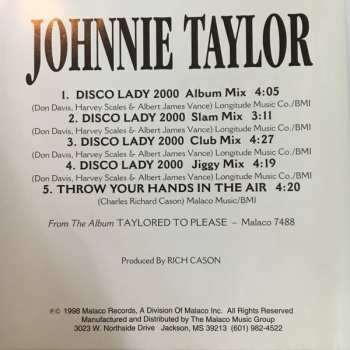 JOHNNIE TAYLOR
1. DISCO LADY 2000 Album Mix 4:05
(Don Davis, Harvey Scales & Albert James Vance) Longitude Music Co./BMI
2. DISCO LADY 2000 Slam Mix 3:11
(Don Davis, Harvey Scales & Albert James Vance) Longitude Music Co./BMI
3. DISCO LADY 2000 Club Mix 4:27
(Don Davis, Harvey Scales & Albert James Vance) Longitude Music Co./BMI
4. DISCO LADY 2000 Jiggy Mix 4:19
(Don Davis, Harvey Scales & Albert James Vance) Longitude Music Co./BMI
5. THROW YOUR HANDS IN THE AIR 4:20
(Charles Richard Cason) Malaco Music Co./BMI
From The Album TAYLORED TO PLEASE – Malaco 7488
Produced By RICH CASON
℗ © 1998 Malaco Records, A Division Of Malaco Inc. All Rights Reserved
Manufactured and Distributed by The Malaco Music Group
3023 W. Northside Drive Jackson, MS 39213 (601) 982-4522